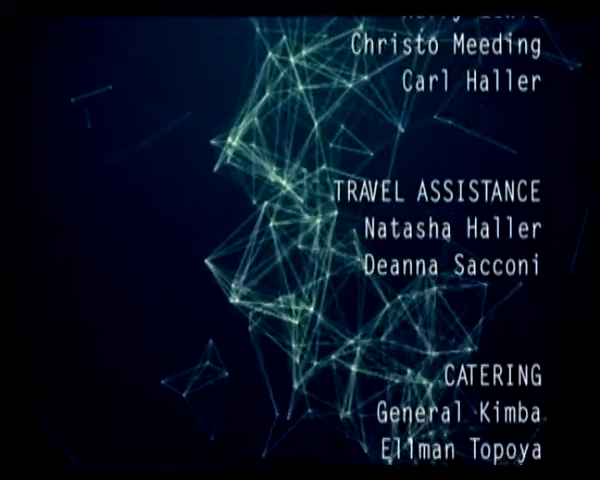 Christo Meeding
Carl Haller
TRAVEL ASSISTANCE
Natasha Haller
Deanna Sacconi
CATERING
General Kimba
Ellman Topoya